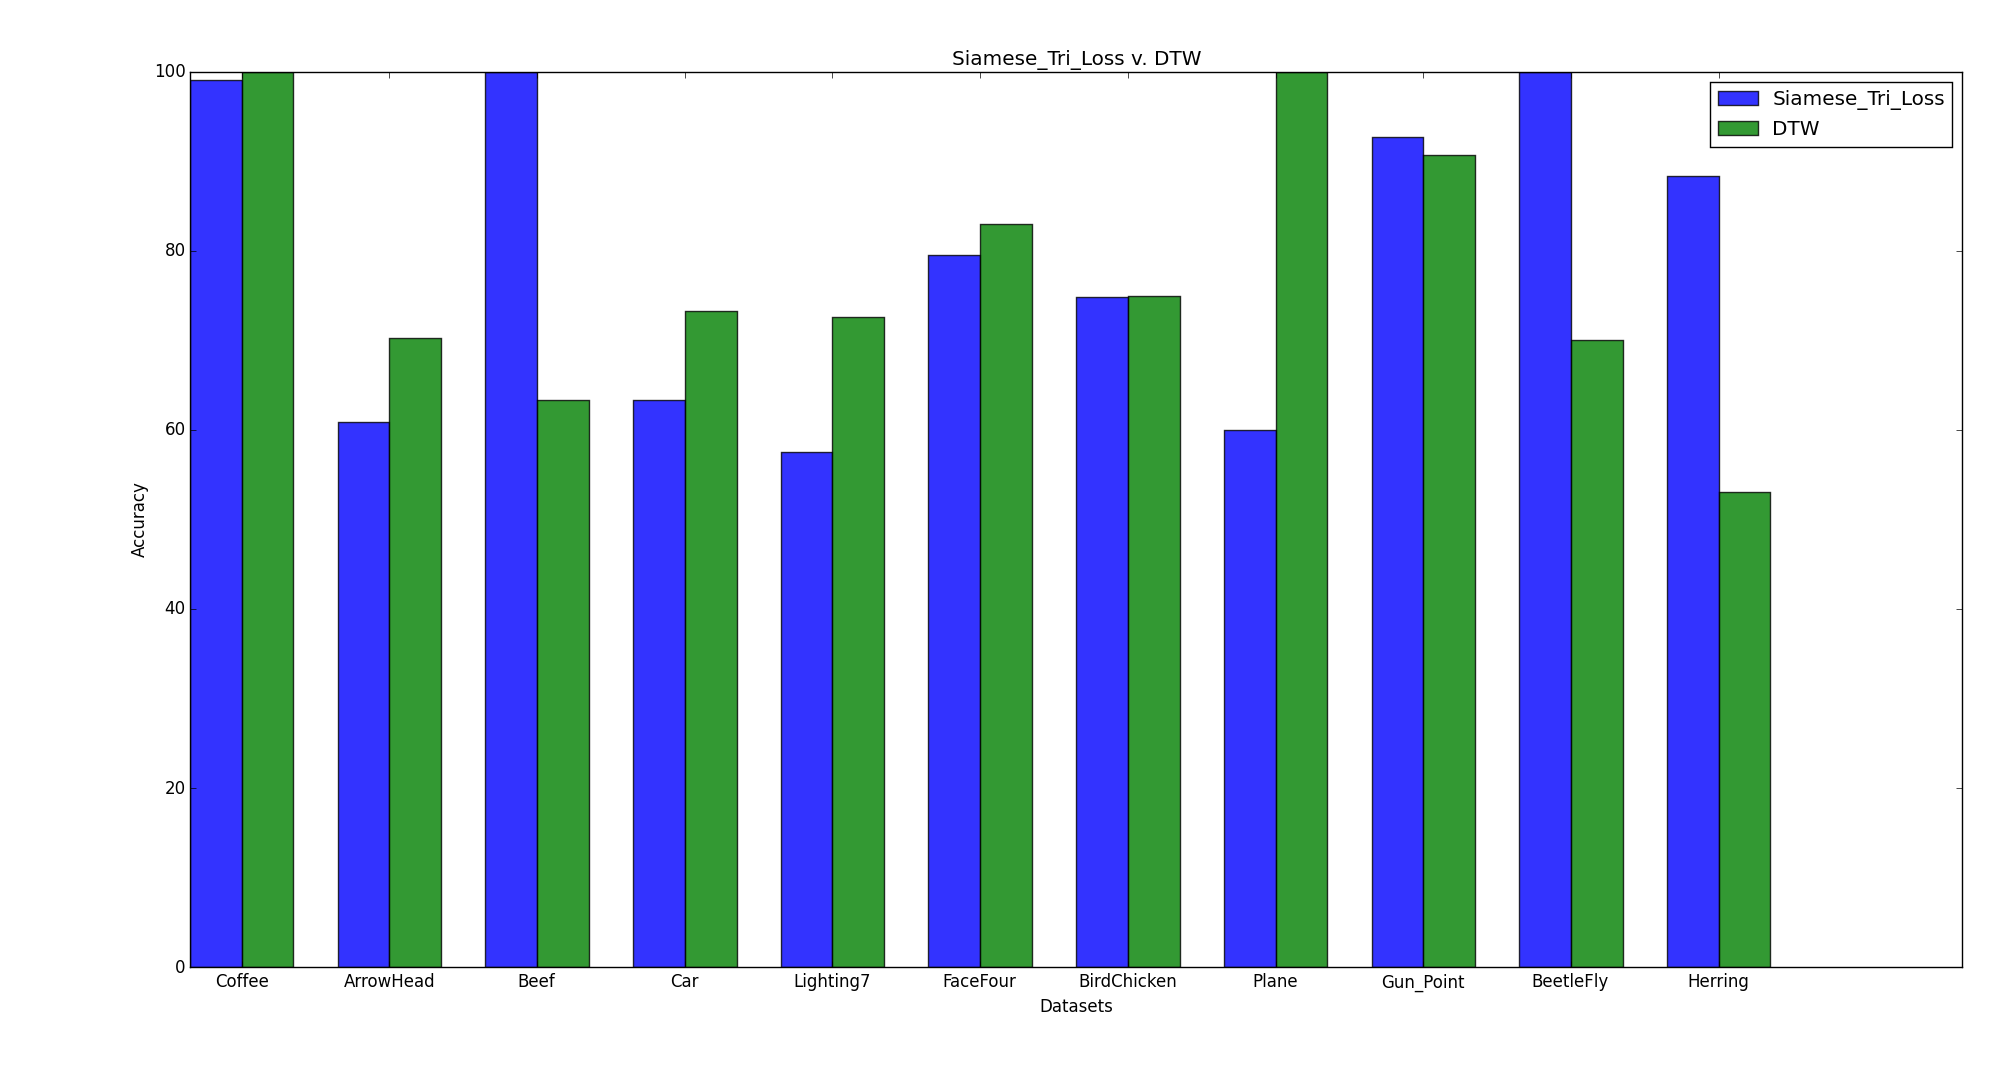 Siamese_Tri_Loss v. DTW
Siamese_Tri_Loss
DTW
100
80
60
40
20
0
Accuracy
Coffee ArrowHead Beef Car Lighting7 FaceFour BirdChicken Plane Gun_Point BeetleFly Herring
Datasets